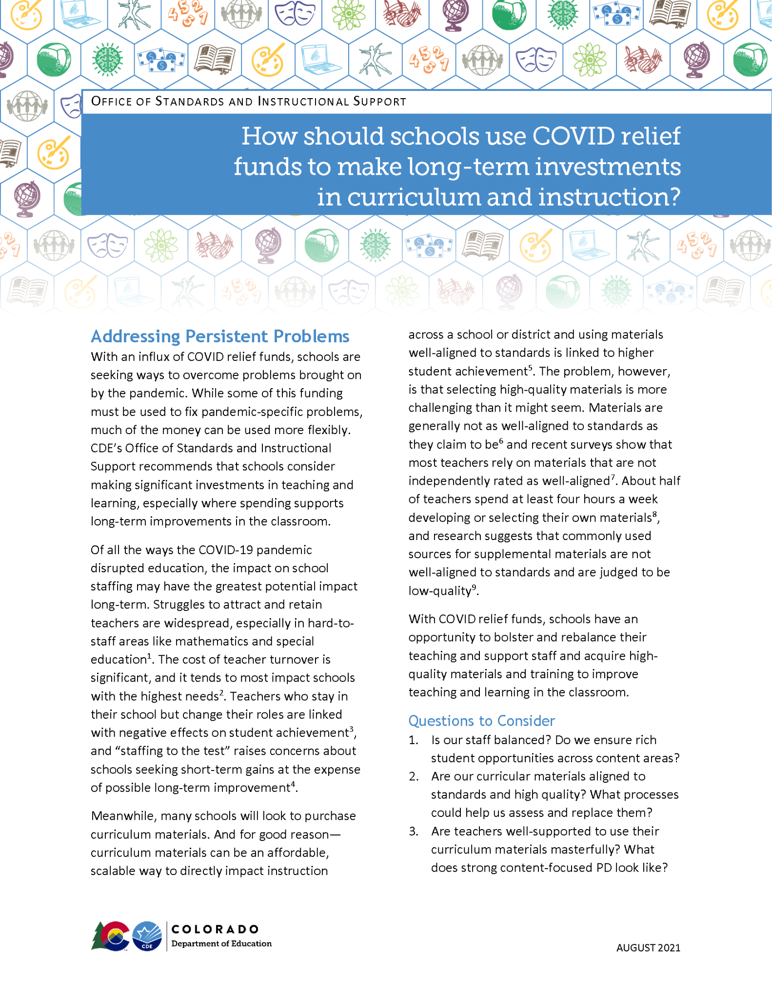 OFFICE OF STANDARDS AND INSTRUCTIONAL SUPPORT
How should schools use COVID relief
funds to make long-term investments
in curriculum and instruction?
Addressing Persistent Problems
With an influx of COVID relief funds, schools are
seeking ways to overcome problems brought on
by the pandemic. While some of this funding
must be used to fix pandemic-specific problems,
much of the money can be used more flexibly.
CDE’s Office of Standards and Instructional
Support recommends that schools consider
making significant investments in teaching and
learning, especially where spending supports
long-term improvements in the classroom.
Of all the ways the COVID-19 pandemic
disrupted education, the impact on school
staffing may have the greatest potential impact
long-term. Struggles to attract and retain
teachers are widespread, especially in hard-to-
staff areas like mathematics and special
education¹. The cost of teacher turnover is
significant, and it tends to most impact schools
with the highest needs². Teachers who stay in
their school but change their roles are linked
with negative effects on student achievement³,
and “staffing to the test” raises concerns about
schools seeking short-term gains at the expense
of possible long-term improvement⁴.
Meanwhile, many schools will look to purchase
curriculum materials. And for good reason—
curriculum materials can be an affordable,
scalable way to directly impact instruction
across a school or district and using materials
well-aligned to standards is linked to higher
student achievement⁵. The problem, however,
is that selecting high-quality materials is more
challenging than it might seem. Materials are
generally not as well-aligned to standards as
they claim to be⁶ and recent surveys show that
most teachers rely on materials that are not
independently rated as well-aligned⁷. About half
of teachers spend at least four hours a week
developing or selecting their own materials⁸,
and research suggests that commonly used
sources for supplemental materials are not
well-aligned to standards and are judged to be
low-quality⁹.
With COVID relief funds, schools have an
opportunity to bolster and rebalance their
teaching and support staff and acquire high-
quality materials and training to improve
teaching and learning in the classroom.
Questions to Consider
1. Is our staff balanced? Do we ensure rich
student opportunities across content areas?
2. Are our curricular materials aligned to
standards and high quality? What processes
could help us assess and replace them?
3. Are teachers well-supported to use their
curriculum materials masterfully? What
does strong content-focused PD look like?
CDE
COLORADO
Department of Education
AUGUST 2021